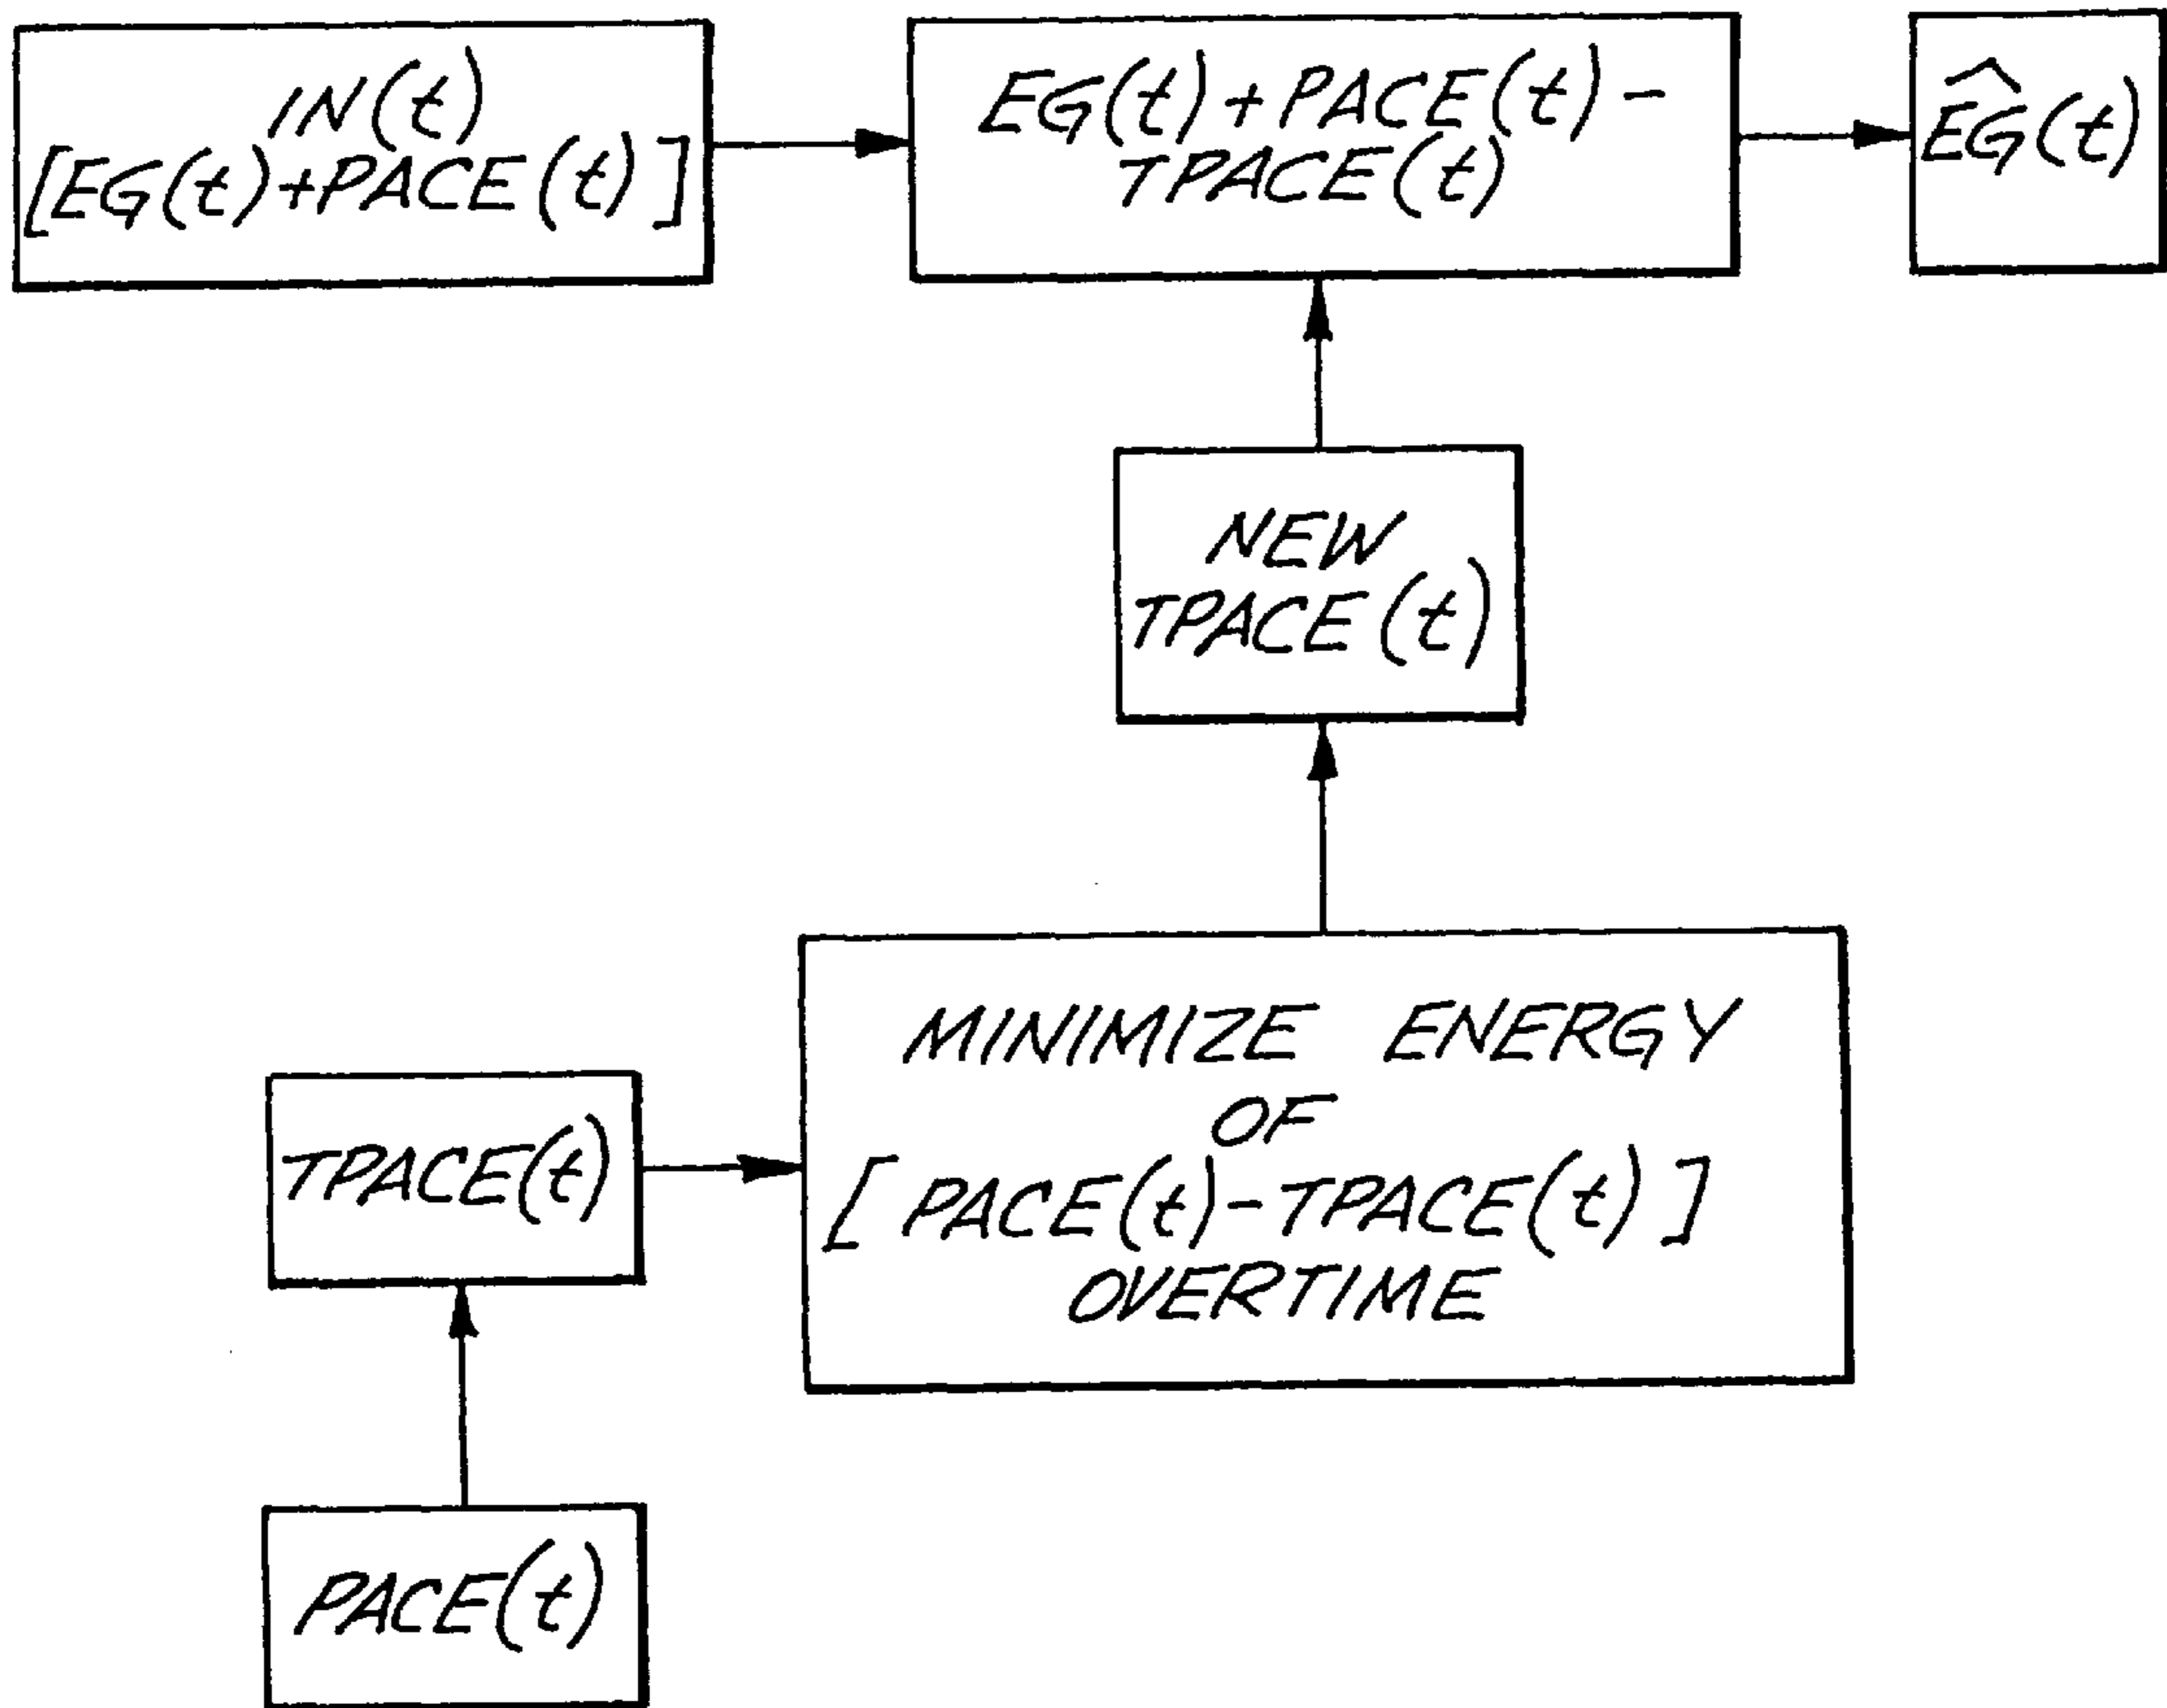 IN(t)
[EG(t)+PACE(t)]
EG(t)+PACE(t)-
TPACE(t)
ÊG(t)
NEW
TPACE(t)
MINIMIZE ENERGY
OF
[PACE(t)-TPACE(t)]
OVERTIME
TPACE(t)
PACE(t)